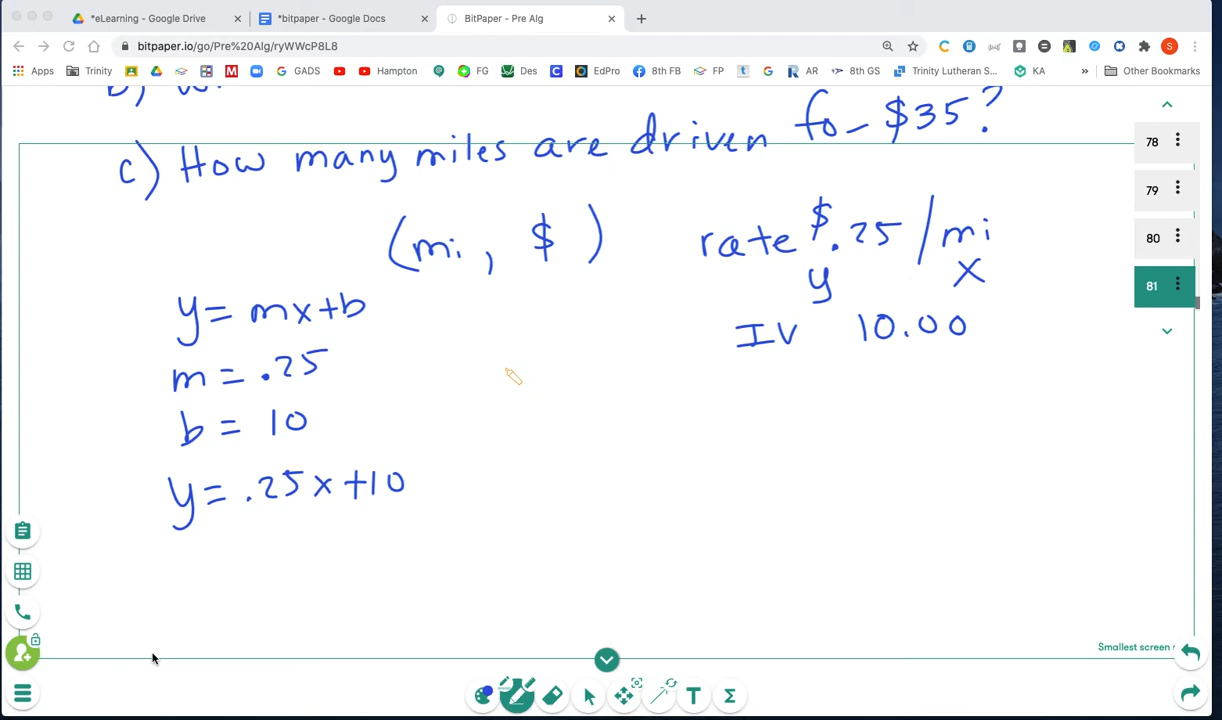 *eLearning - Google Drive
*bitpaper - Google Docs
BitPaper - Pre Alg
bitpaper.io/go/Pre%20Alg/ryWWcP8L8
Apps Trinity GADS Hampton FG Des EdPro 8th FB FP AR 8th GS Trinity Lutheran S... KA » Other Bookmarks
b)
c) How many miles are driven for $35?
(mi, $)
rate $.25/mi
y x
y = mx+b
IV 10.00
m = .25
b = 10
y = .25x+10
78
79
80
81
Smallest screen
T Σ